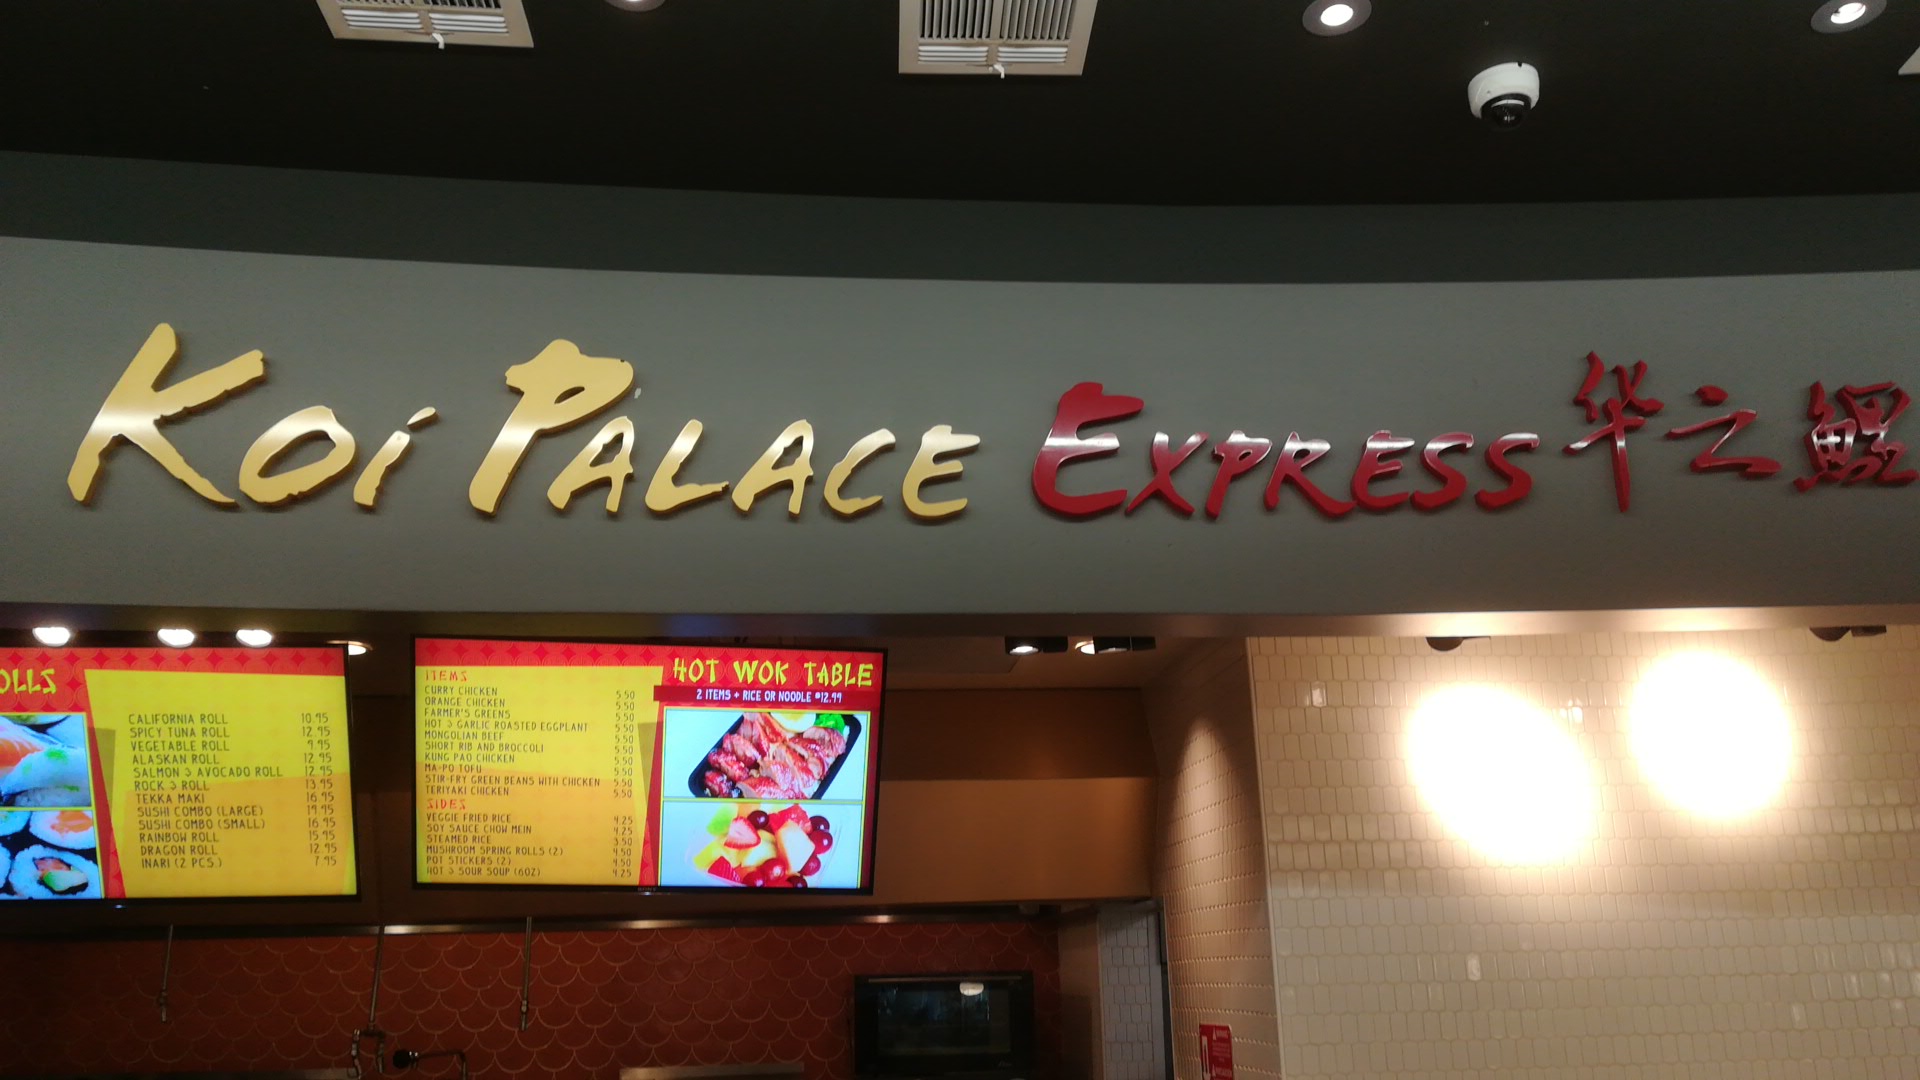 KOI PALACE EXPRESS 华之鲤
OLLS
CALIFORNIA ROLL 10.95
SPICY TUNA ROLL 12.95
VEGETABLE ROLL 9.95
ALASKAN ROLL 12.95
SALMON & AVOCADO ROLL 12.95
ROCK & ROLL 13.95
TEKKA MAKI 16.95
SUSHI COMBO (LARGE) 19.95
SUSHI COMBO (SMALL) 16.95
RAINBOW ROLL 15.95
DRAGON ROLL 12.95
INARI (2 PCS.) 7.95
ITEMS
CURRY CHICKEN 5.50
ORANGE CHICKEN 5.50
FARMER'S GREENS 5.50
HOT & GARLIC ROASTED EGGPLANT 5.50
MONGOLIAN BEEF 5.50
SHORT RIB AND BROCCOLI 5.50
KUNG PAO CHICKEN 5.50
MA-PO TOFU 5.50
STIR-FRY GREEN BEANS WITH CHICKEN 5.50
TERIYAKI CHICKEN 5.50
SIDES
VEGGIE FRIED RICE 4.25
SOY SAUCE CHOW MEIN 4.25
STEAMED RICE 3.50
MUSHROOM SPRING ROLLS (2) 4.50
POT STICKERS (2) 4.50
HOT & SOUR SOUP (6OZ) 4.25
HOT WOK TABLE
2 ITEMS + RICE OR NOODLE $12.99